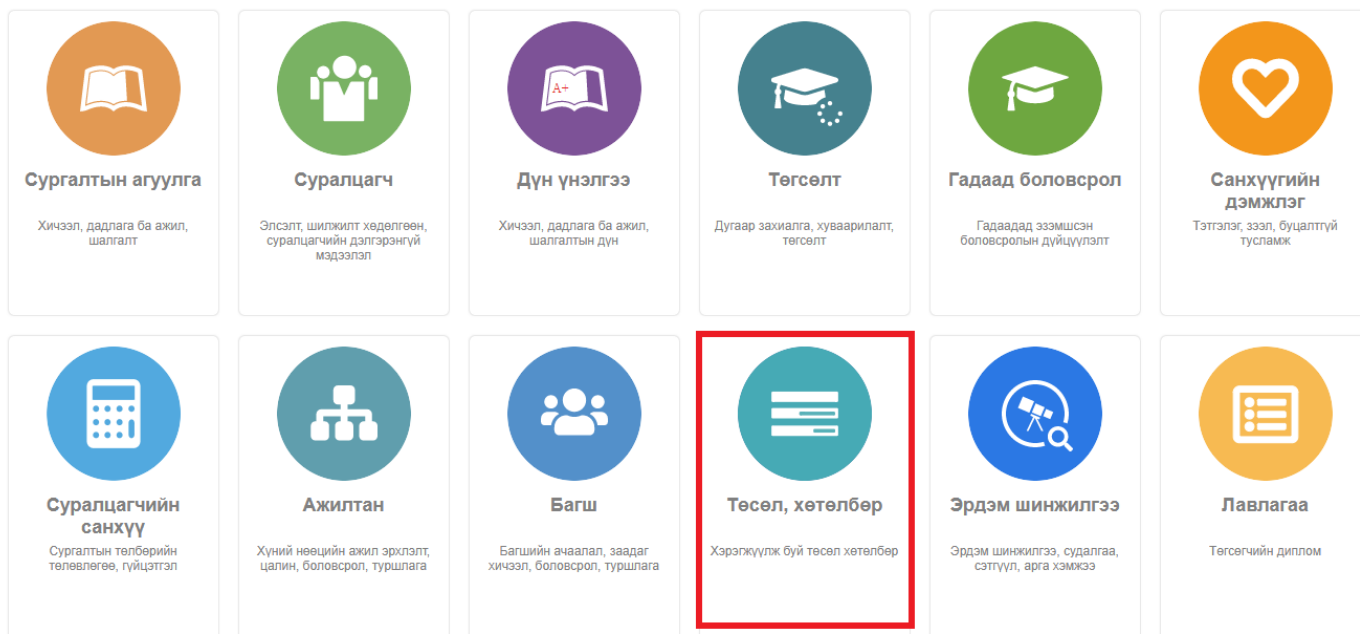 A+
Сургалтын агуулга
Хичээл, дадлага ба ажил,
шалгалт
Суралцагч
Элсэлт, шилжилт хөдөлгөөн,
суралцагчийн дэлгэрэнгүй
мэдээлэл
Дүн үнэлгээ
Хичээл, дадлага ба ажил,
шалгалтын дүн
Төгсөлт
Дугаар захиалга, хуваарилалт,
төгсөлт
Гадаад боловсрол
Гадаадад эзэмшсэн
боловсролын дүйцүүлэлт
Санхүүгийн
дэмжлэг
Тэтгэлэг, зээл, буцалтгүй
тусламж
Суралцагчийн
санхүү
Сургалтын төлбөрийн
төлөвлөгөө, гүйцэтгэл
Ажилтан
Хүний нөөцийн ажил эрхлэлт,
цалин, боловсрол, туршлага
Багш
Багшийн ачаалал, заадаг
хичээл, боловсрол, туршлага
Төсөл, хөтөлбөр
Хэрэгжүүлж буй төсөл хөтөлбөр
Эрдэм шинжилгээ
Эрдэм шинжилгээ, судалгаа,
сэтгүүл, арга хэмжээ
Лавлагаа
Төгсөгчийн диплом